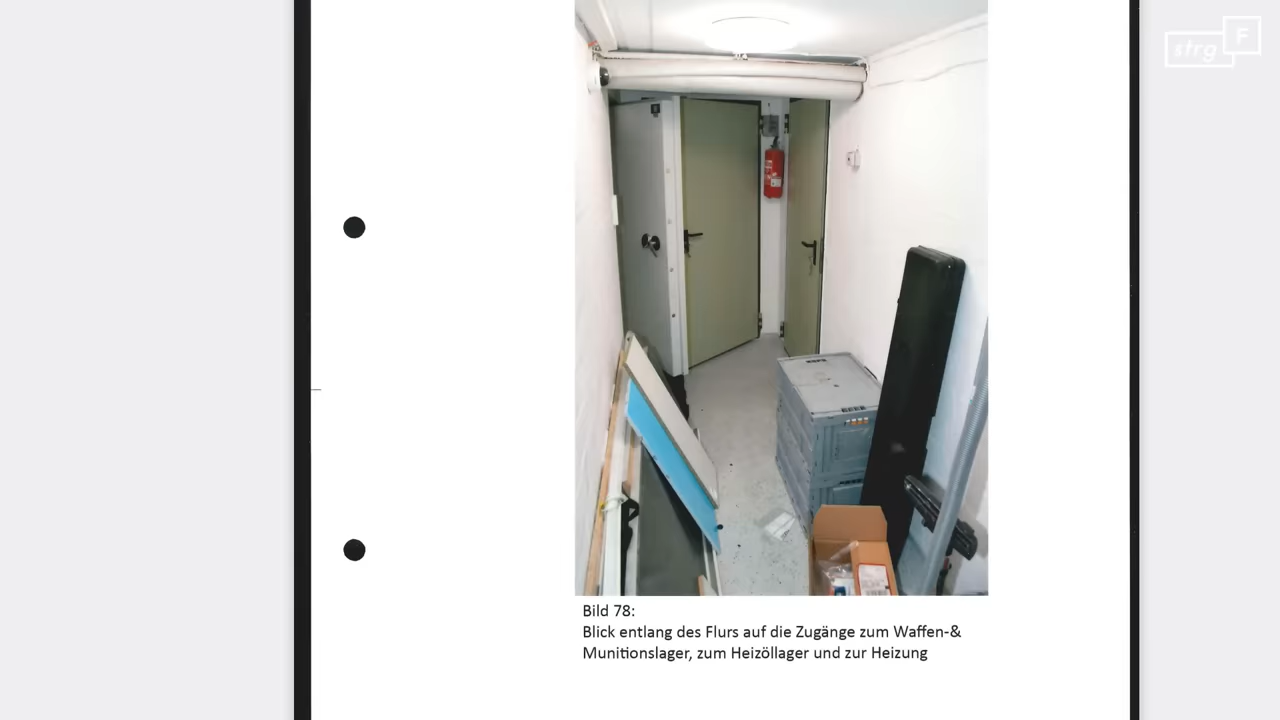 strg F
Bild 78:
Blick entlang des Flurs auf die Zugänge zum Waffen-&
Munitionslager, zum Heizöllager und zur Heizung